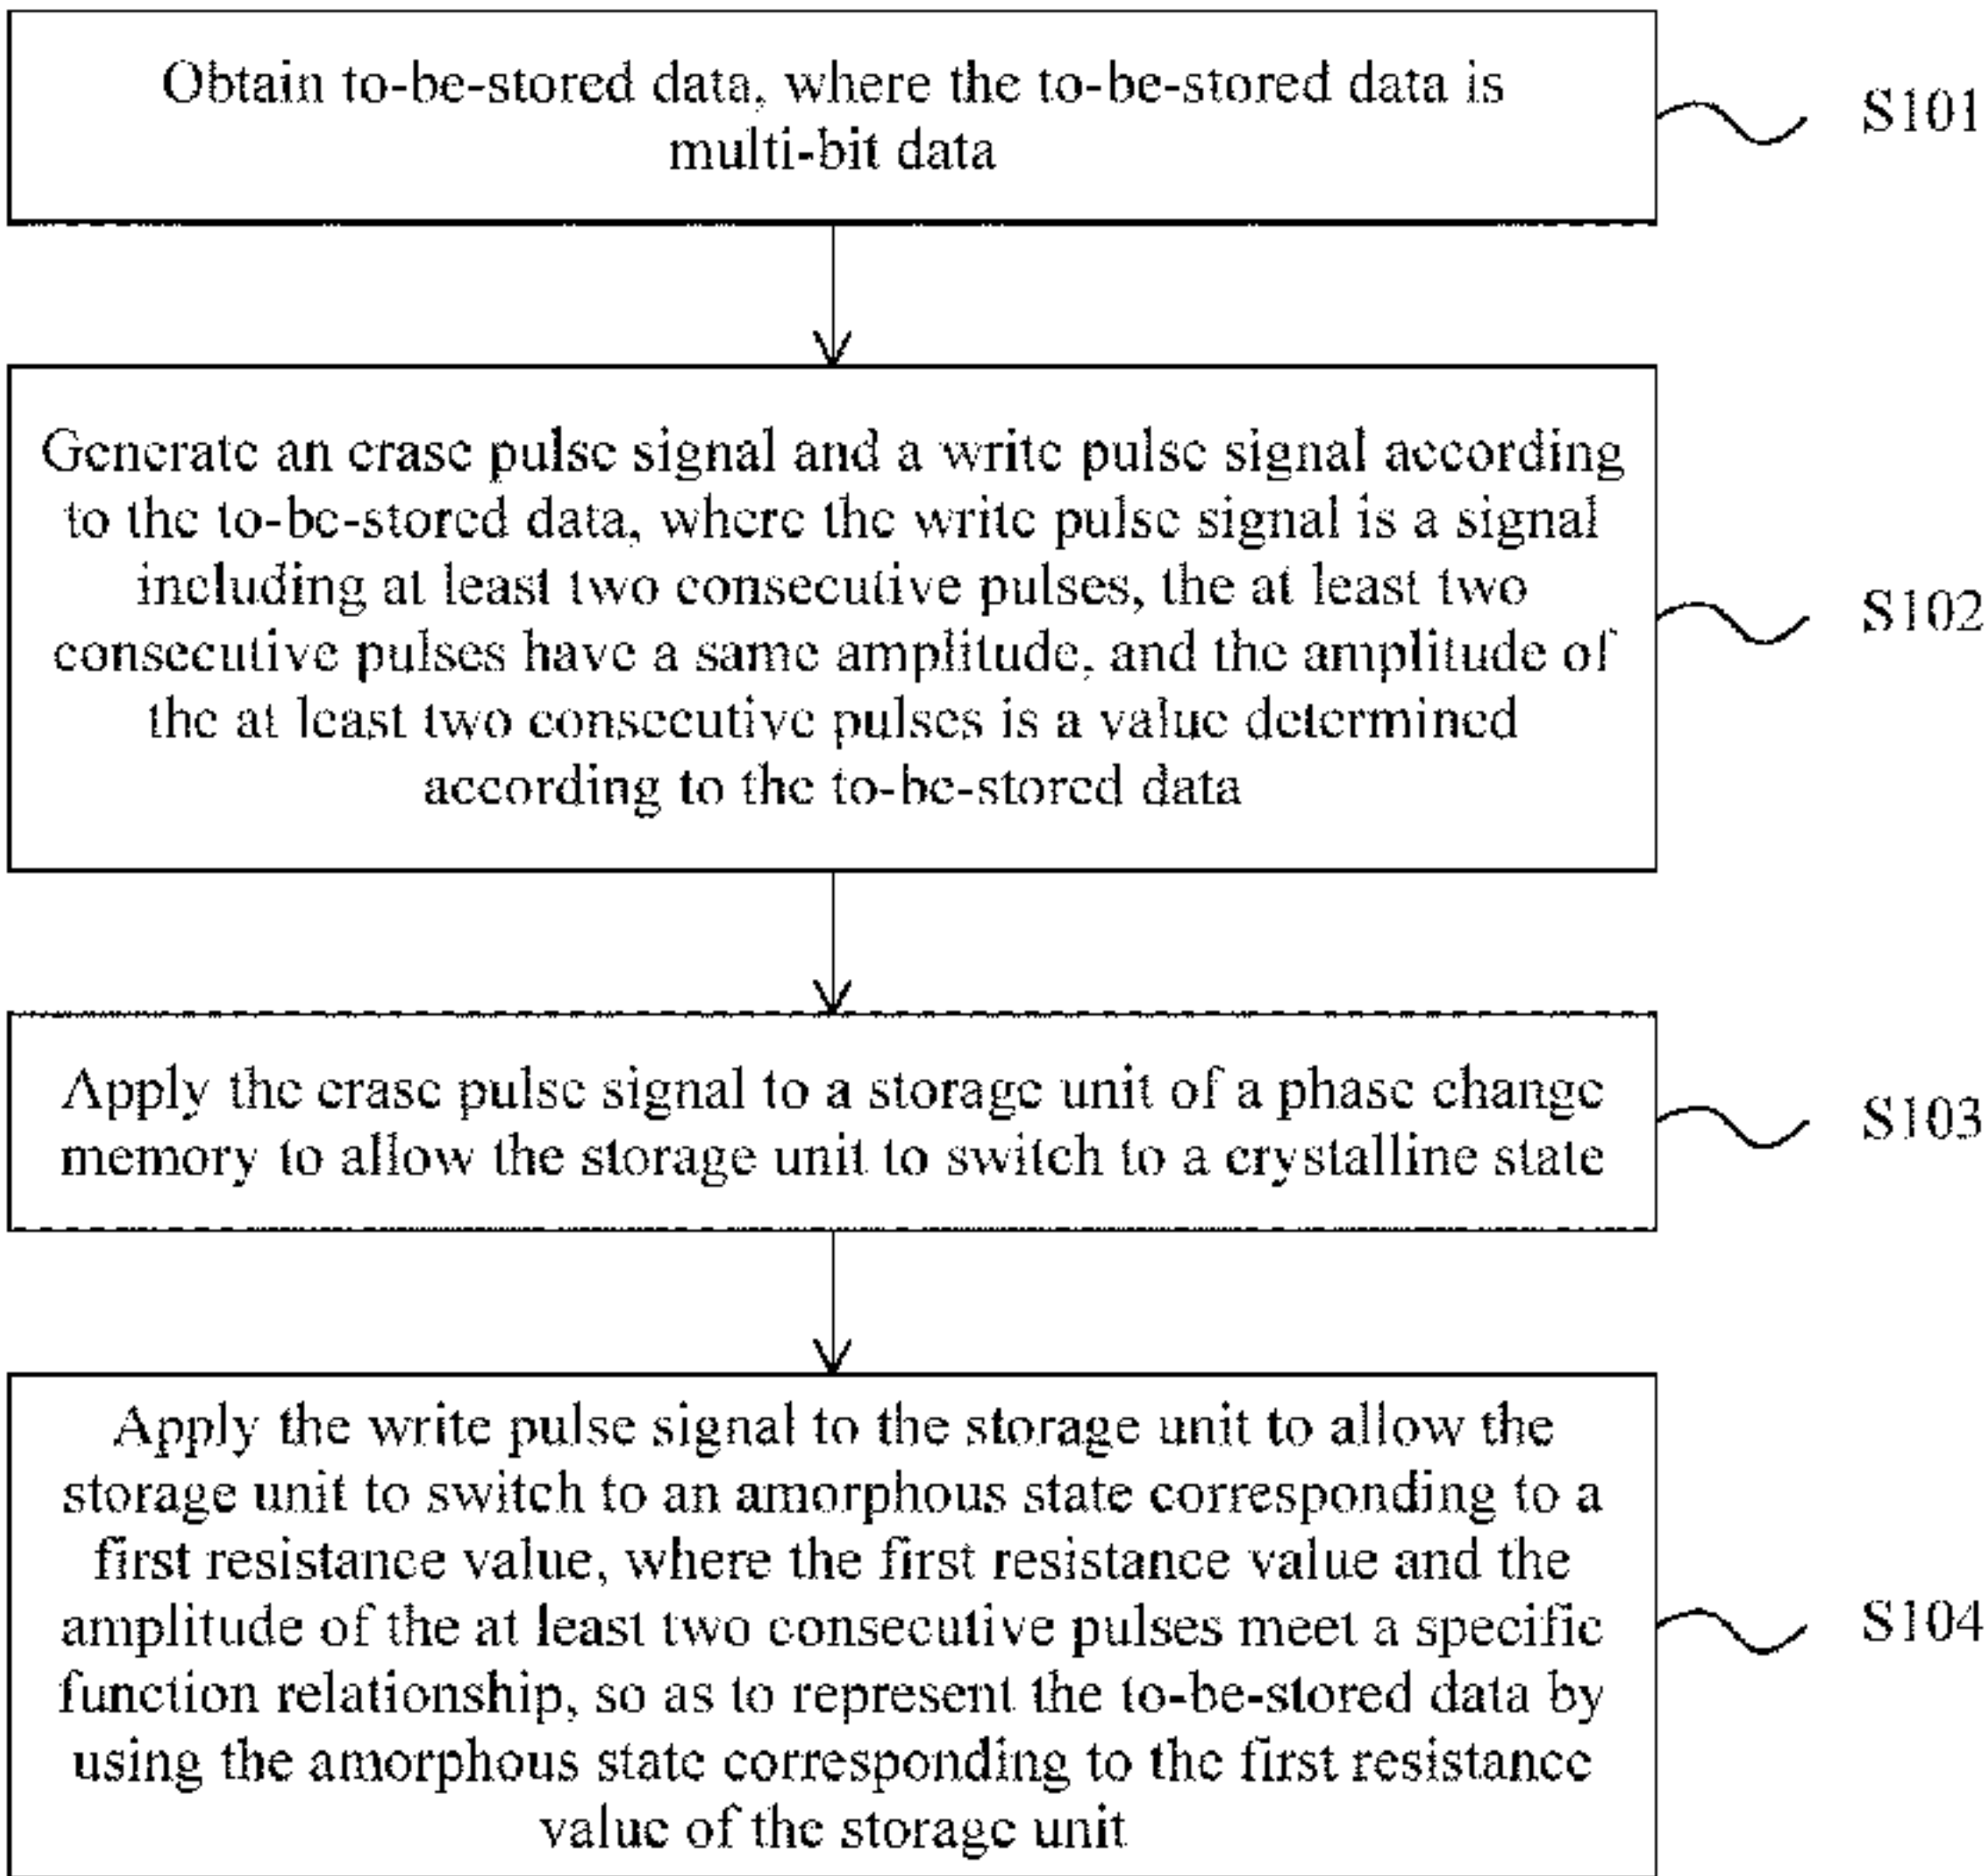 Obtain to-be-stored data, where the to-be-stored data is
multi-bit data
S101
Generate an erase pulse signal and a write pulse signal according
to the to-be-stored data, where the write pulse signal is a signal
including at least two consecutive pulses, the at least two
consecutive pulses have a same amplitude, and the amplitude of
the at least two consecutive pulses is a value determined
according to the to-be-stored data
S102
Apply the erase pulse signal to a storage unit of a phase change
memory to allow the storage unit to switch to a crystalline state
S103
Apply the write pulse signal to the storage unit to allow the
storage unit to switch to an amorphous state corresponding to a
first resistance value, where the first resistance value and the
amplitude of the at least two consecutive pulses meet a specific
function relationship, so as to represent the to-be-stored data by
using the amorphous state corresponding to the first resistance
value of the storage unit
S104